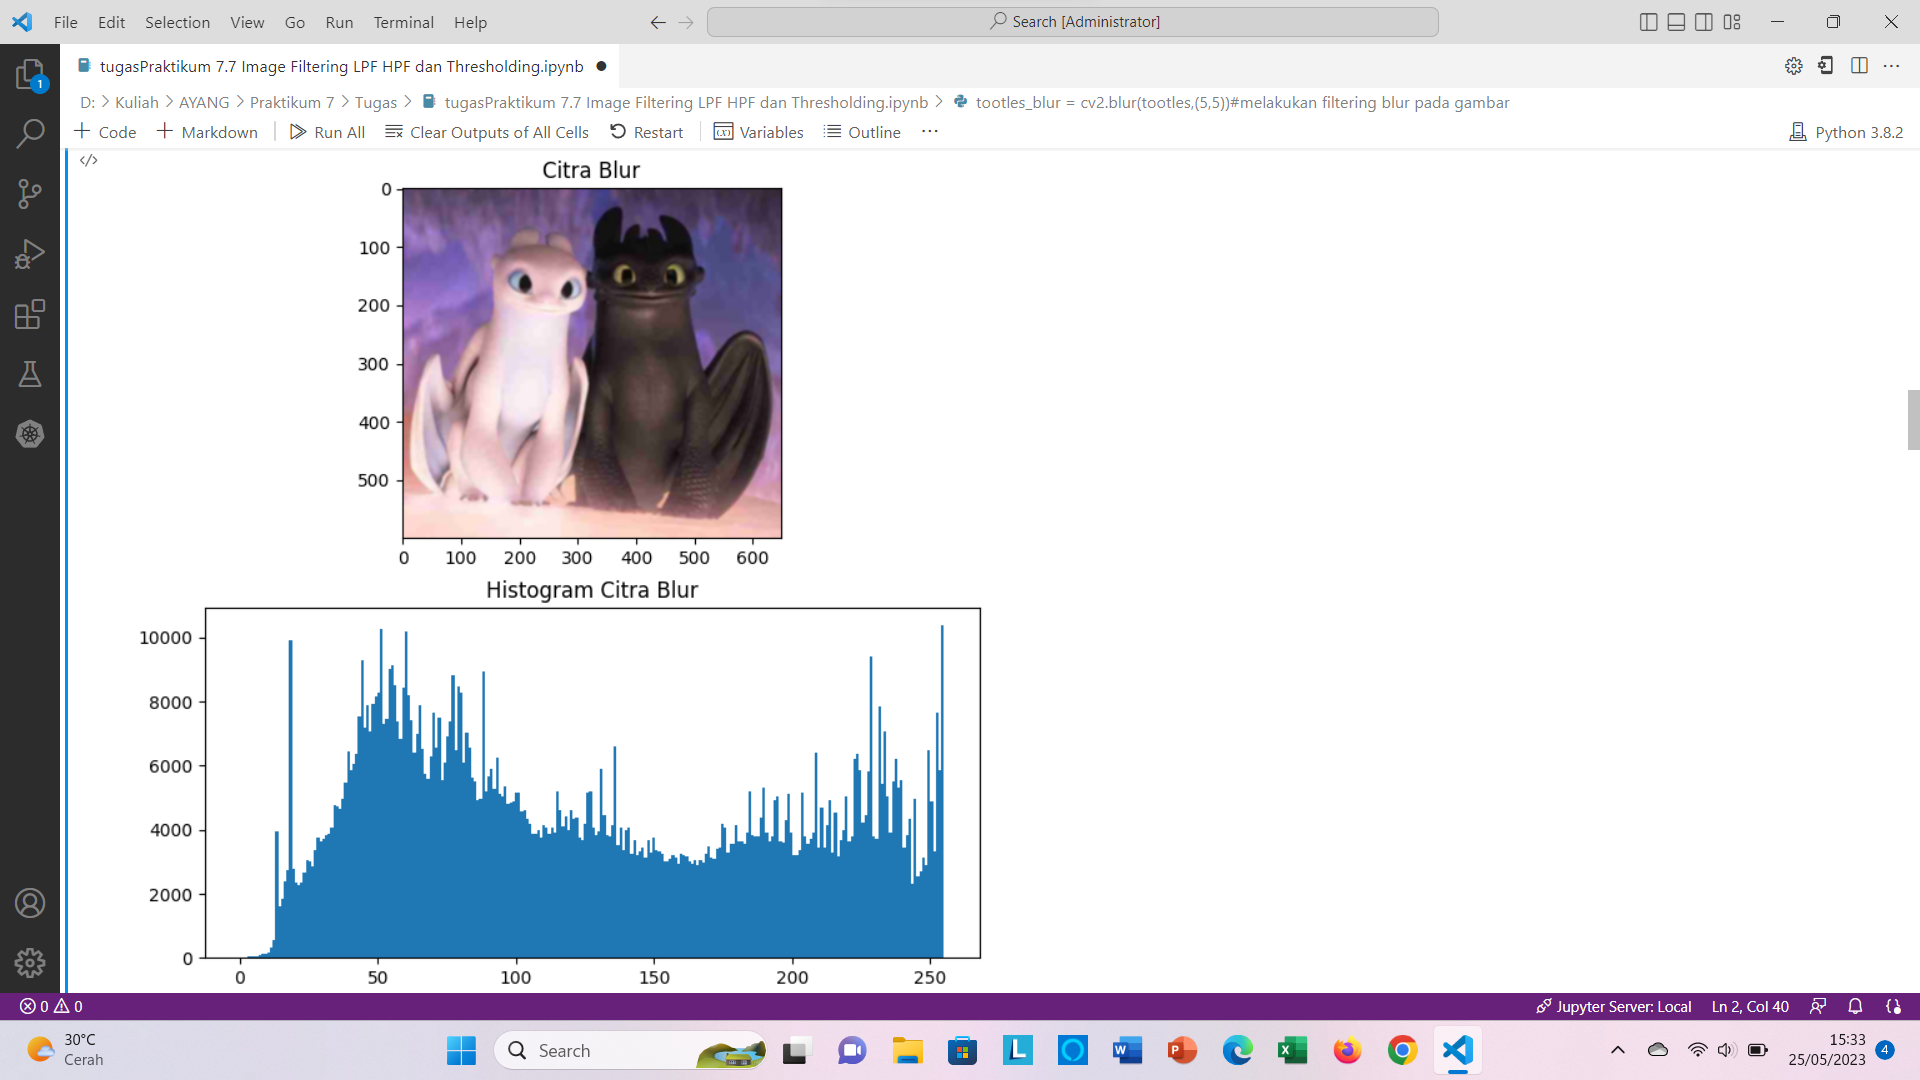 File Edit Selection View Go Run Terminal Help
Search [Administrator]
tugasPraktikum 7.7 Image Filtering LPF HPF dan Thresholding.ipynb
D: > Kuliah > AYANG > Praktikum 7 > Tugas > tugasPraktikum 7.7 Image Filtering LPF HPF dan Thresholding.ipynb > tootles_blur = cv2.blur(tootles,(5,5))#melakukan filtering blur pada gambar
+ Code + Markdown Run All Clear Outputs of All Cells Restart Variables Outline ... Python 3.8.2
1
Citra Blur
0
100
200
300
400
500
0 100 200 300 400 500 600
Histogram Citra Blur
10000
8000
6000
4000
2000
0
0 50 100 150 200 250
0 0 Jupyter Server: Local Ln 2, Col 40
30°C
Cerah
Search
15:33
25/05/2023
4